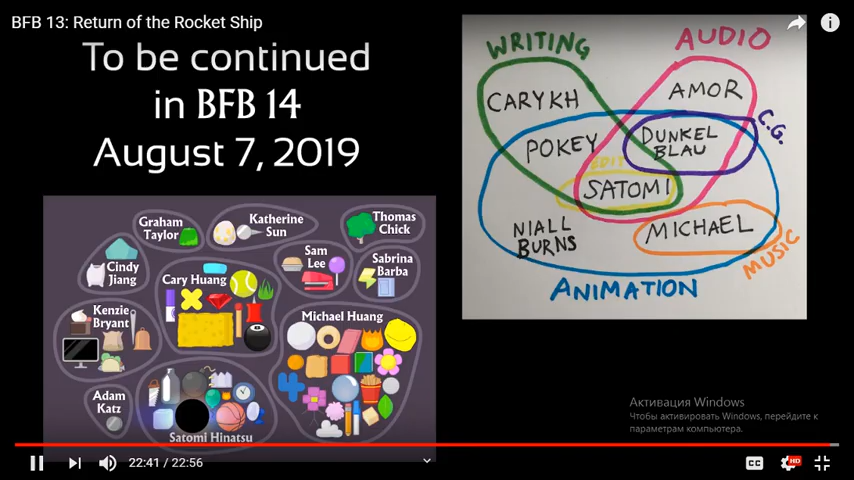 BFB 13: Return of the Rocket Ship
To be continued
in BFB 14
August 7, 2019
WRITING
AUDIO
CARYKH
AMOR
C.G.
POKEY
DUNKEL
BLAU
EDIT
SATOMI
NIALL
BURNS
MICHAEL
MUSIC
ANIMATION
Graham
Taylor
Katherine
Sun
Thomas
Chick
Cindy
Jiang
Cary Huang
Sam
Lee
Sabrina
Barba
Kenzie
Bryant
Michael Huang
8
Adam
Katz
Satomi Hinatsu
Активация Windows
Чтобы активировать Windows, перейдите к
параметрам компьютера.
22:41 / 22:56
CC
HD